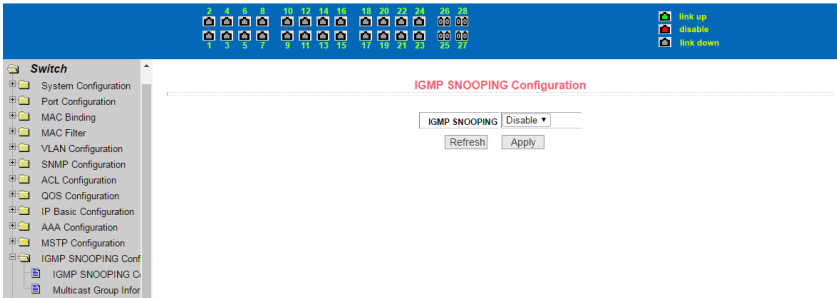 2 4 6 8 10 12 14 16 18 20 22 24 26 28
1 3 5 7 9 11 13 15 17 19 21 23 25 27
link up
disable
link down
Switch
System Configuration
Port Configuration
MAC Binding
MAC Filter
VLAN Configuration
SNMP Configuration
ACL Configuration
QOS Configuration
IP Basic Configuration
AAA Configuration
MSTP Configuration
IGMP SNOOPING Conf
IGMP SNOOPING Co
Multicast Group Infor
IGMP SNOOPING Configuration
IGMP SNOOPING Disable
Refresh Apply